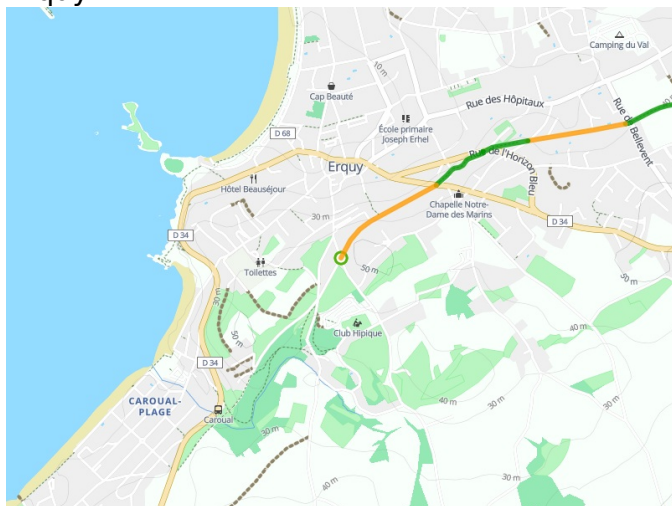 Camping du Val
10 m
Cap Beauté
Rue des Hôpitaux
Rue de Bellevent
École primaire
Joseph Erhel
D 68
Rue de l'Horizon Bleu
Erquy
Hôtel Beauséjour
Chapelle Notre-
Dame des Marins
30 m
D 34
D 34
Toilettes
50 m
50 m
30 m
Club Hipique
40 m
50 m
30 m
D 34
CAROUAL-
PLAGE
Caroual
40 m
30 m
30 m
40 m
30 m